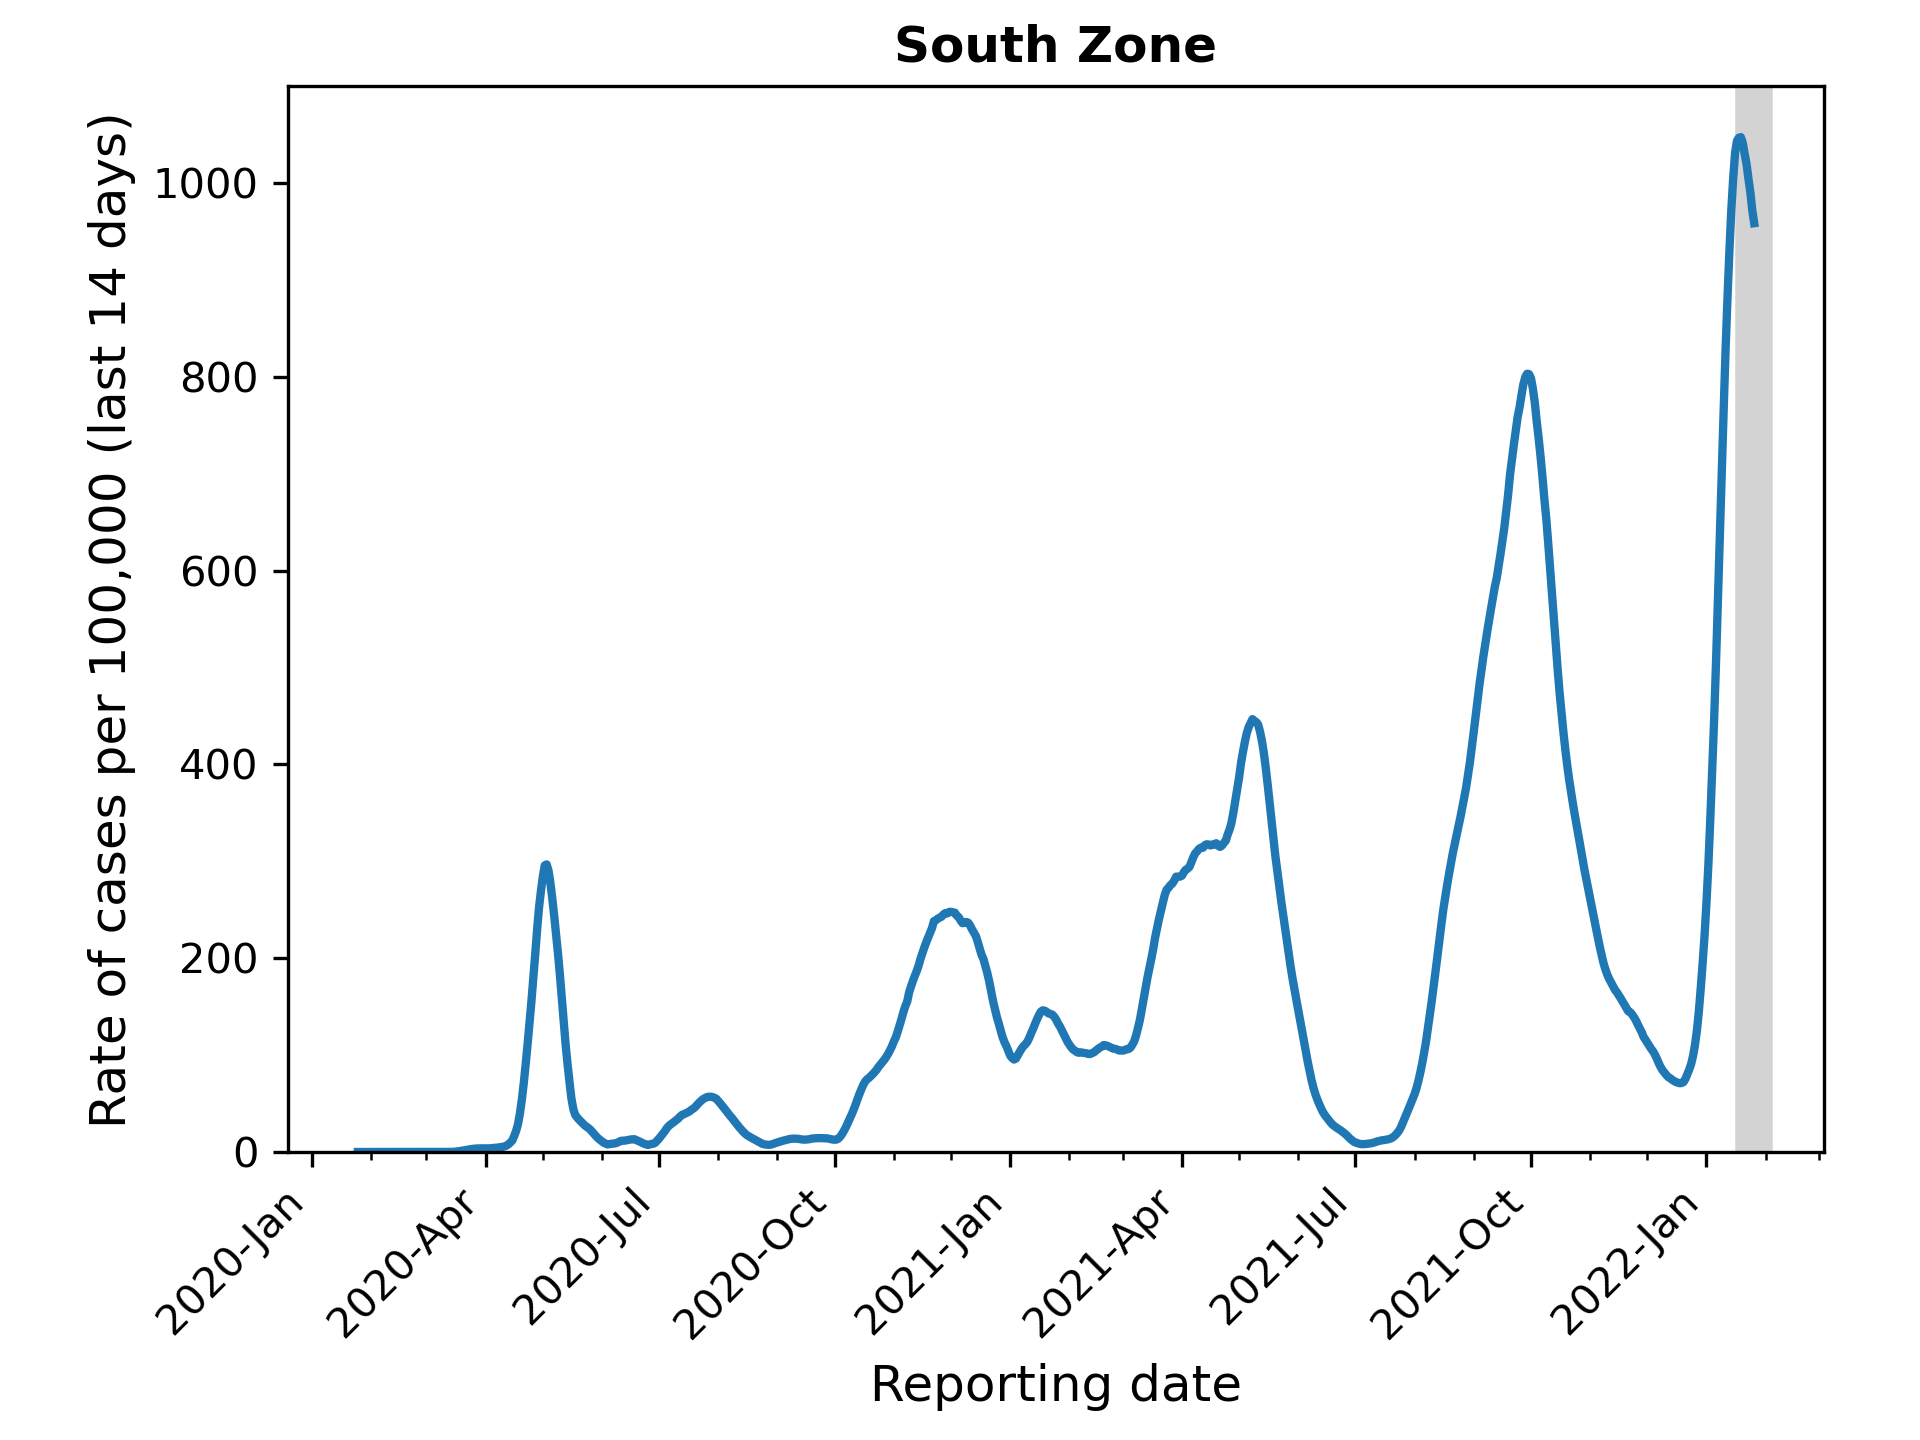 South Zone
Rate of cases per 100,000 (last 14 days)
1000
800
600
400
200
0
2020-Jan
2020-Apr
2020-Jul
2020-Oct
2021-Jan
2021-Apr
2021-Jul
2021-Oct
2022-Jan
Reporting date